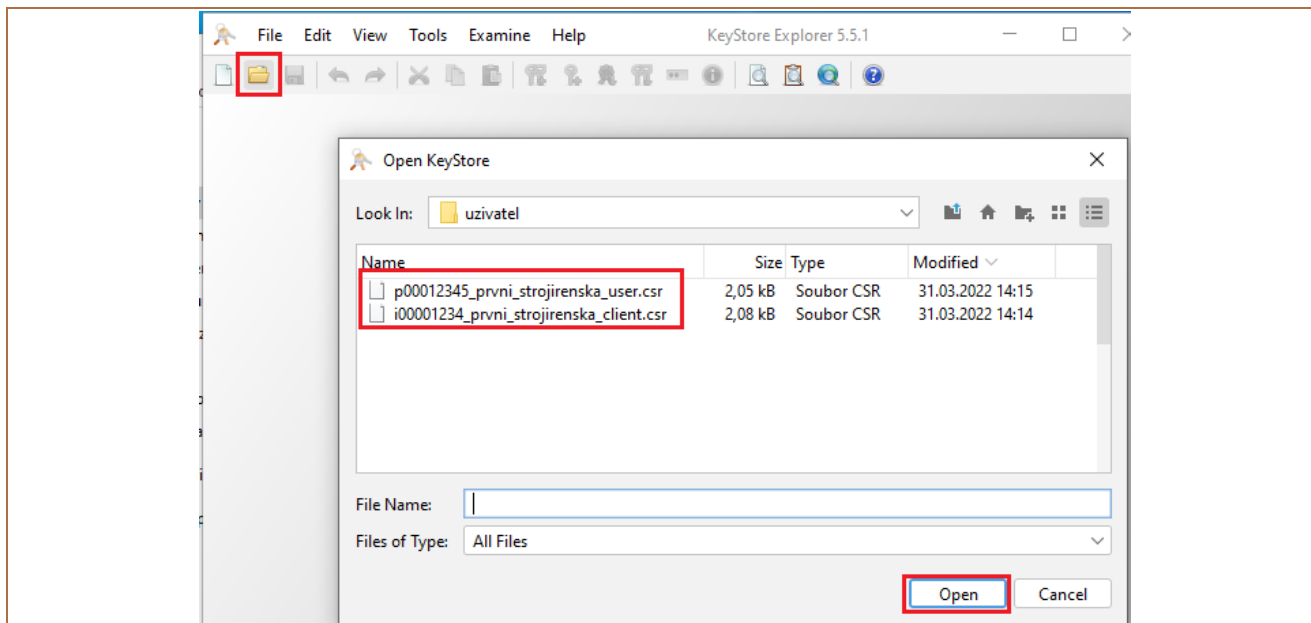 File Edit View Tools Examine Help KeyStore Explorer 5.5.1
Open KeyStore
Look In: uzivatel
Name Size Type Modified
p00012345_prvni_strojirenska_user.csr 2,05 kB Soubor CSR 31.03.2022 14:15
i00001234_prvni_strojirenska_client.csr 2,08 kB Soubor CSR 31.03.2022 14:14
File Name:
Files of Type: All Files
Open Cancel